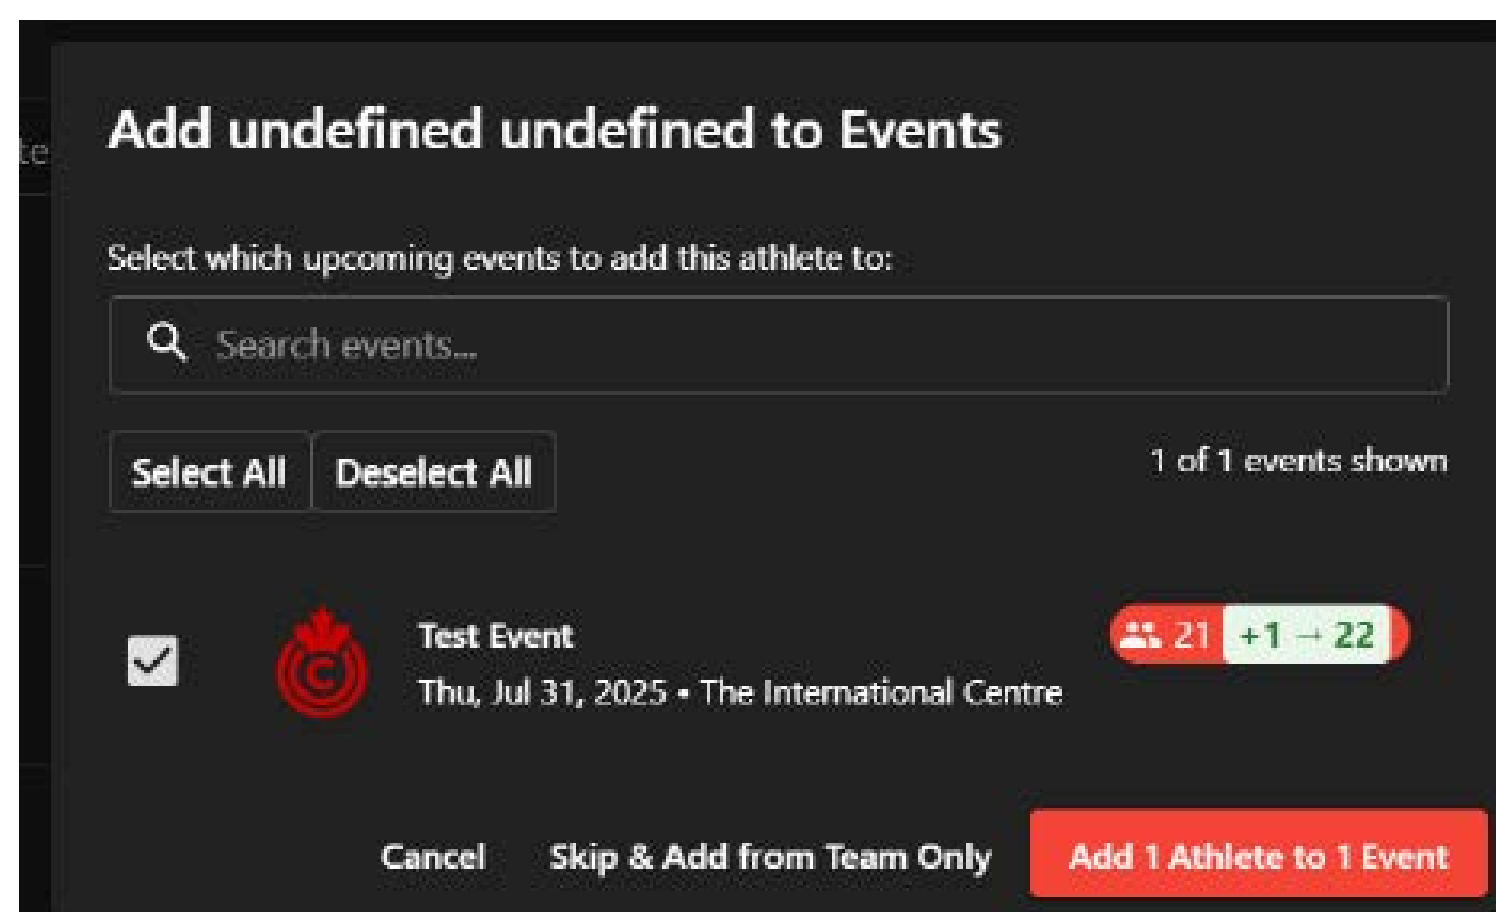 Add undefined undefined to Events
te
Select which upcoming events to add this athlete to:
Search events...
Select All Deselect All
1 of 1 events shown
C
Test Event
21 +1 → 22
Thu, Jul 31, 2025 • The International Centre
Cancel Skip & Add from Team Only Add 1 Athlete to 1 Event